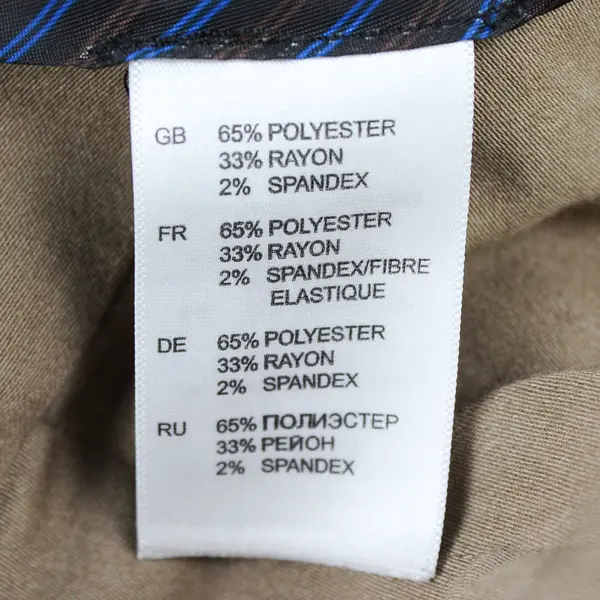 GB 65% POLYESTER
33% RAYON
2% SPANDEX
FR 65% POLYESTER
33% RAYON
2% SPANDEX/FIBRE
ELASTIQUE
DE 65% POLYESTER
33% RAYON
2% SPANDEX
RU 65% ПОЛИЭСТЕР
33% РЕЙОН
2% SPANDEX